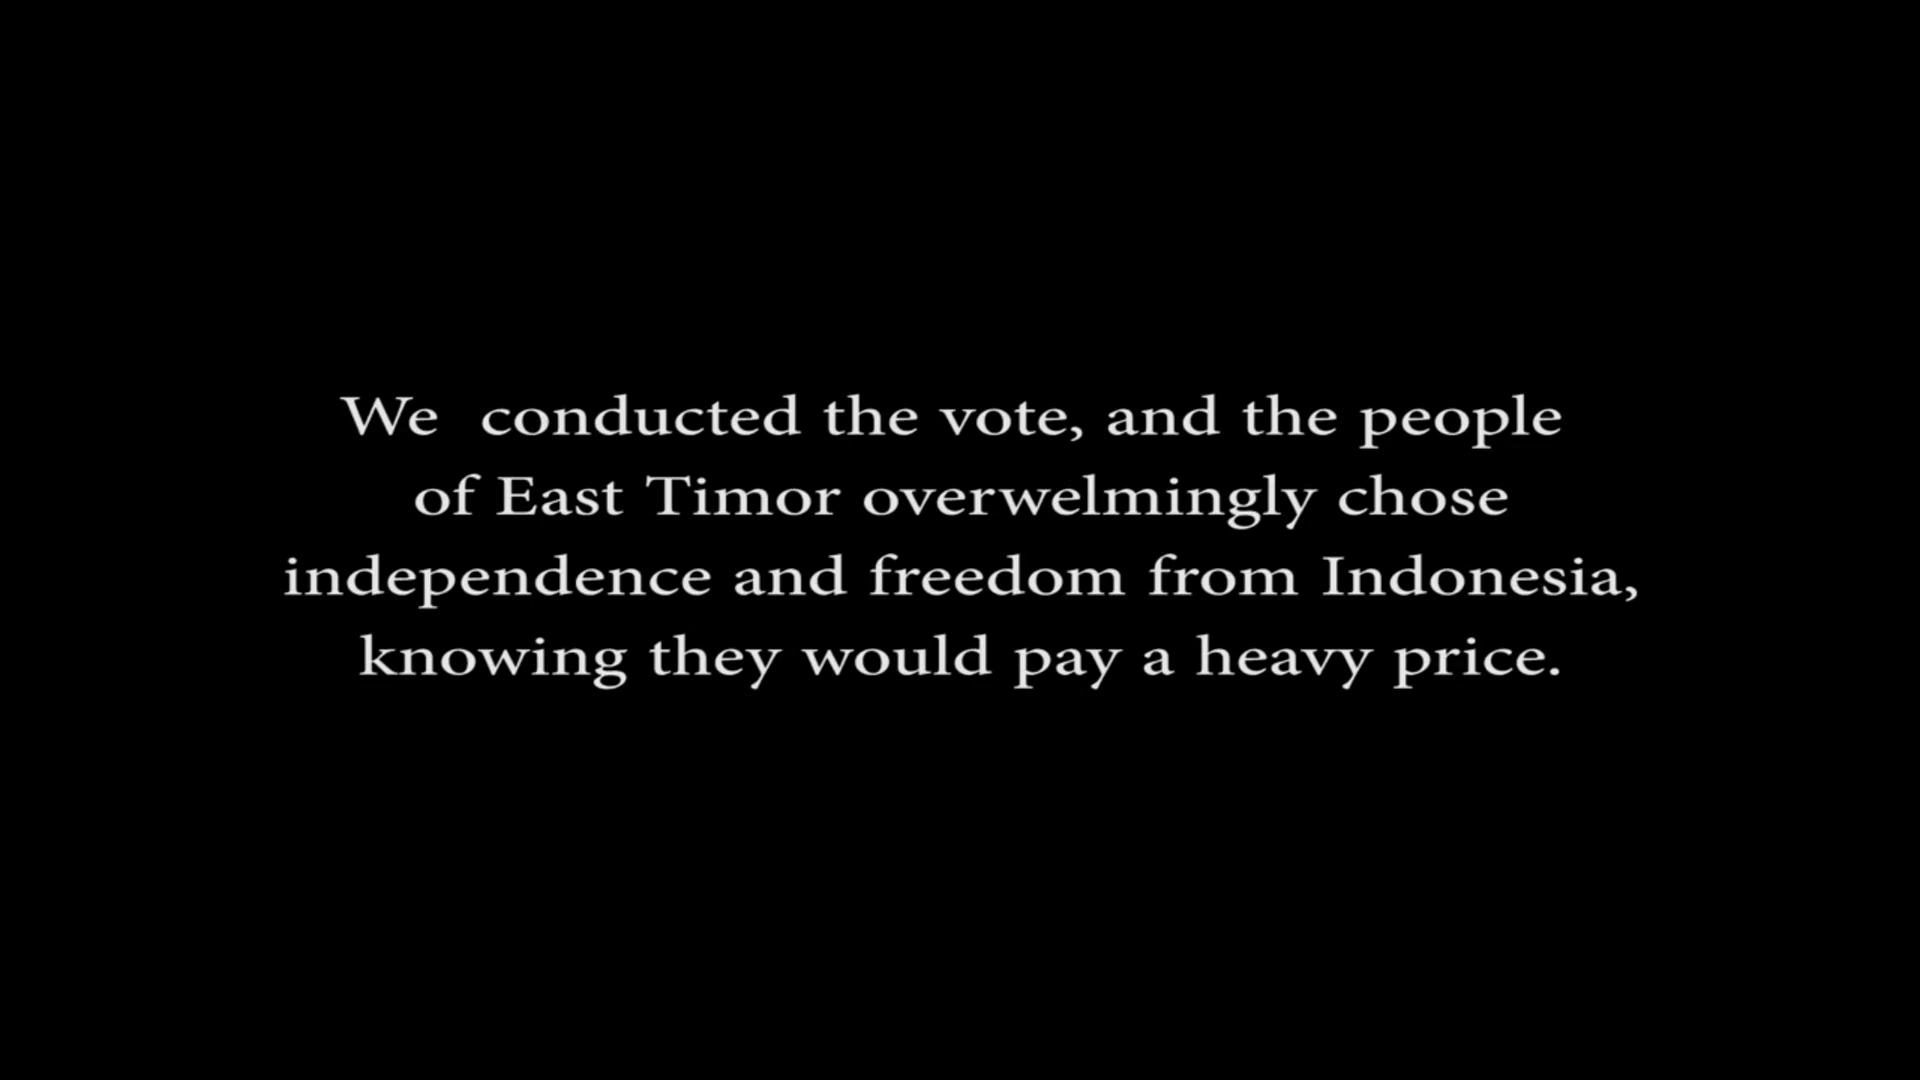 We  conducted the vote, and the people
of East Timor overwelmingly chose
independence and freedom from Indonesia,
knowing they would pay a heavy price.